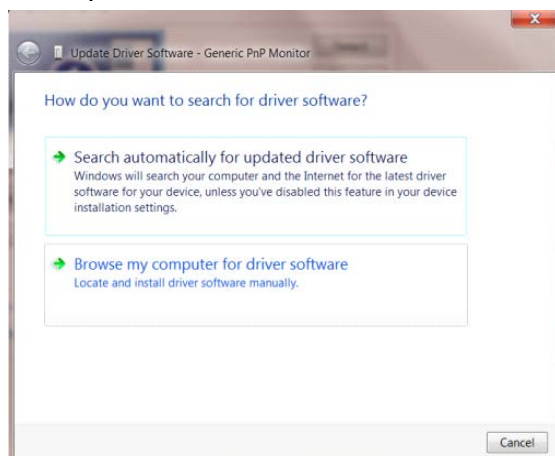 Update Driver Software - Generic PnP Monitor
How do you want to search for driver software?
Search automatically for updated driver software
Windows will search your computer and the Internet for the latest driver
software for your device, unless you've disabled this feature in your device
installation settings.
Browse my computer for driver software
Locate and install driver software manually.
Cancel